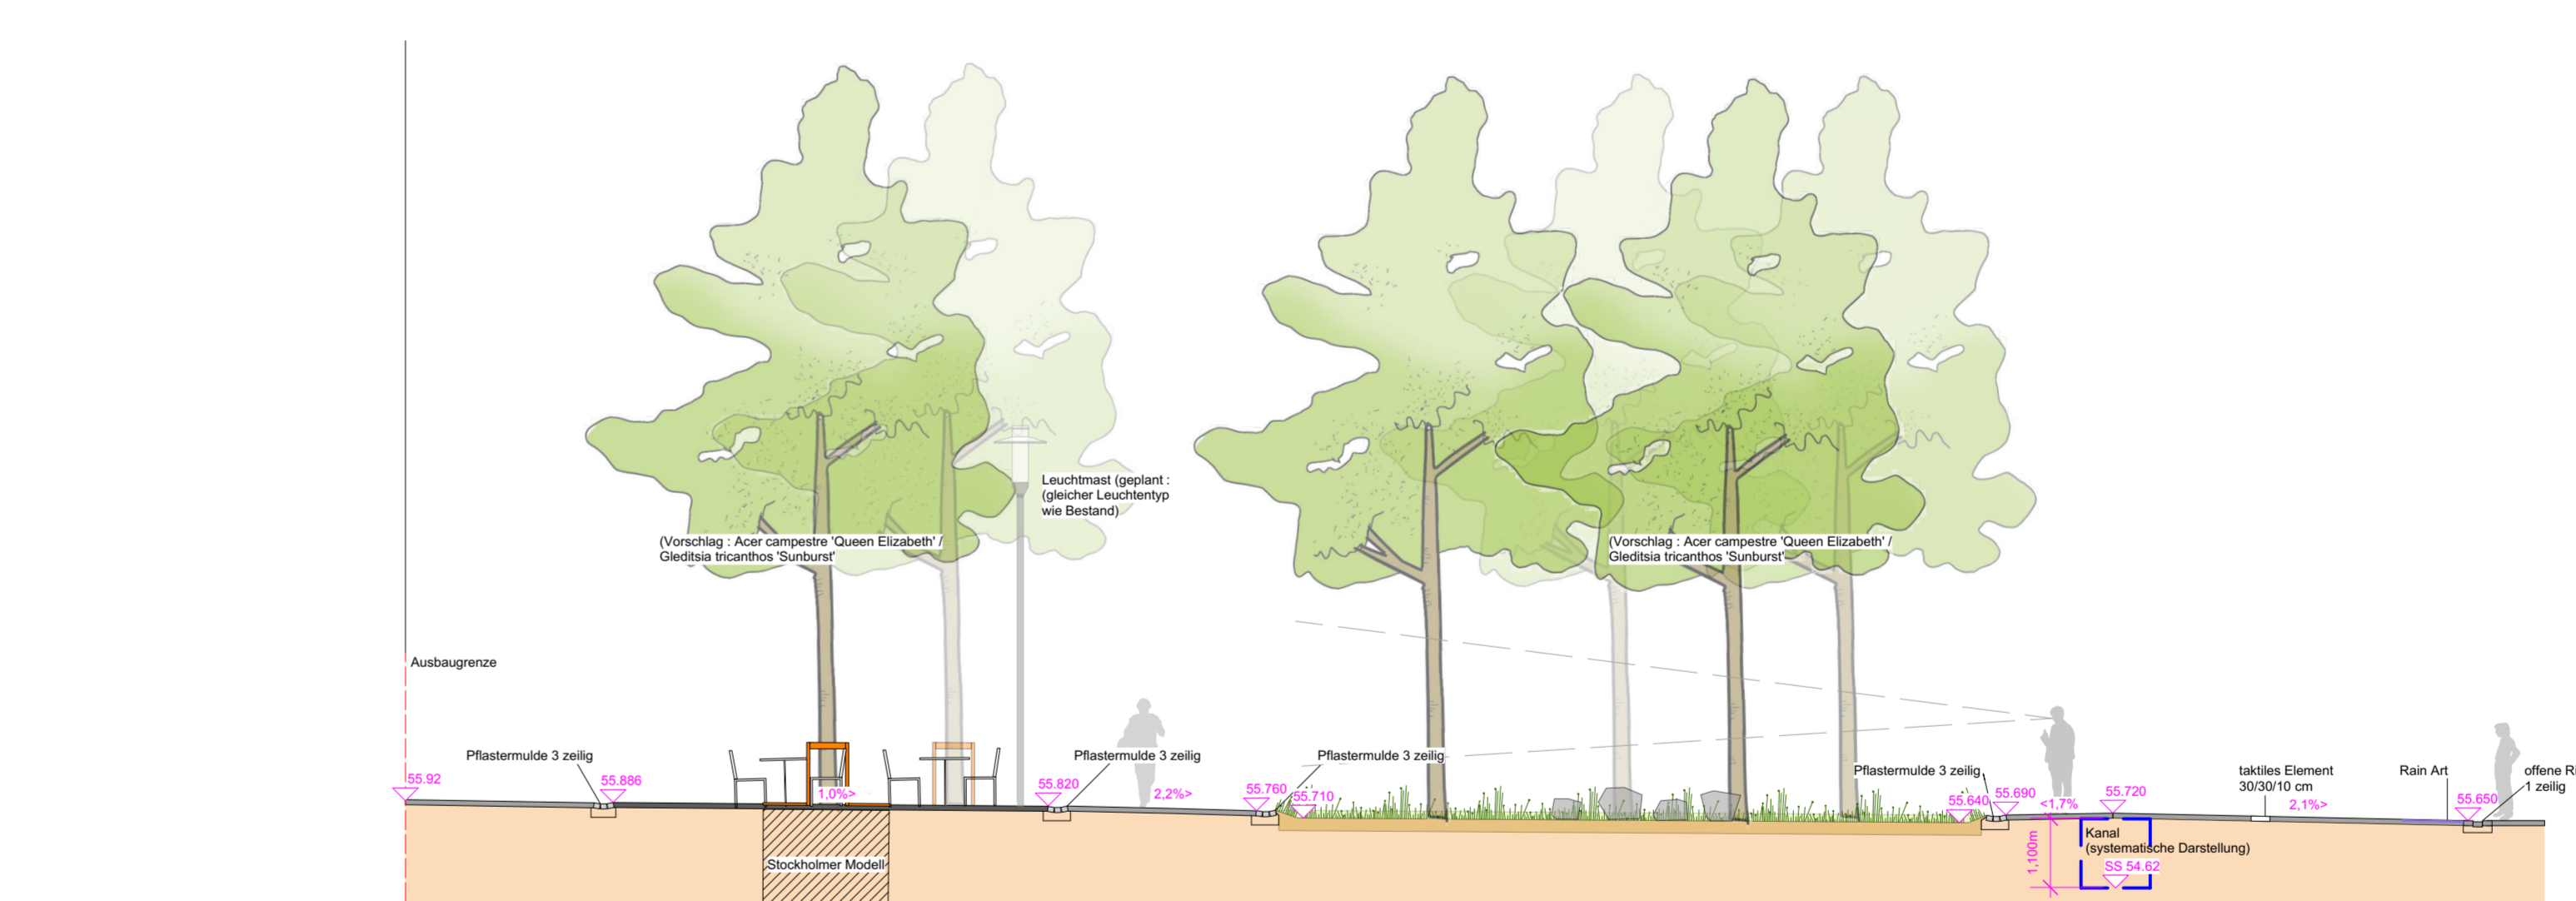 Leuchtmast (geplant :
(gleicher Leuchtentyp
wie Bestand)
(Vorschlag : Acer campestre 'Queen Elizabeth' /
Gleditsia tricanthos 'Sunburst'
(Vorschlag : Acer campestre 'Queen Elizabeth' /
Gleditsia tricanthos 'Sunburst'
Ausbaugrenze
Pflastermulde 3 zeilig
Pflastermulde 3 zeilig
Pflastermulde 3 zeilig
Pflastermulde 3 zeilig
taktiles Element
30/30/10 cm
Rain Art
offene Ri
1 zeilig
55.92
55.886
1,0%>
55.820
2,2%>
55.760
55.710
55.640
55.690
<1,7%
55.720
2,1%>
55.650
Stockholmer Modell
1,100m
Kanal
(systematische Darstellung)
SS 54.62